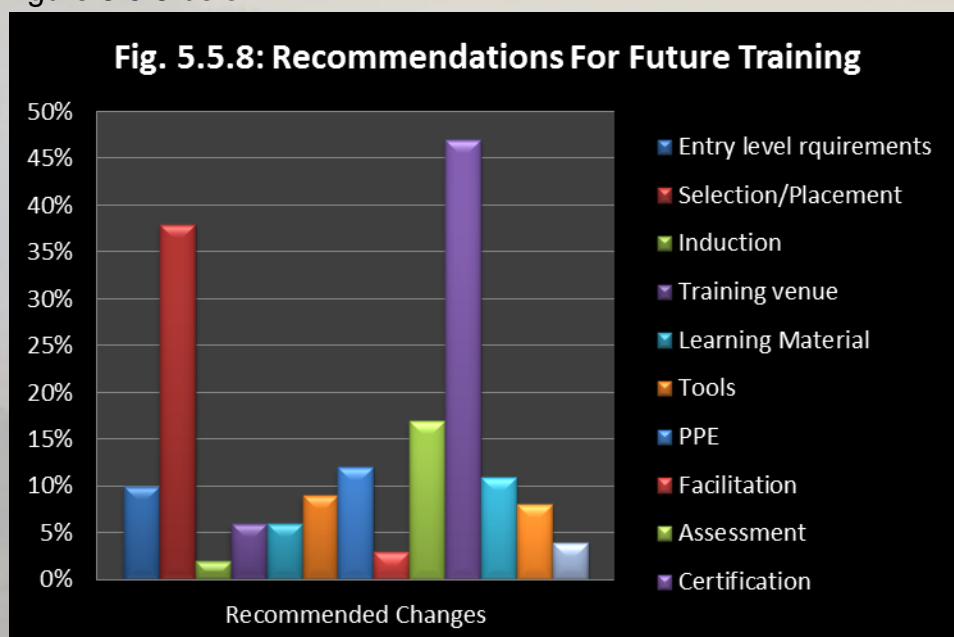 Fig. 5.5.8: Recommendations For Future Training
50%
45%
40%
35%
30%
25%
20%
15%
10%
5%
0%
Recommended Changes
Entry level rquirements
Selection/Placement
Induction
Training venue
Learning Material
Tools
PPE
Facilitation
Assessment
Certification